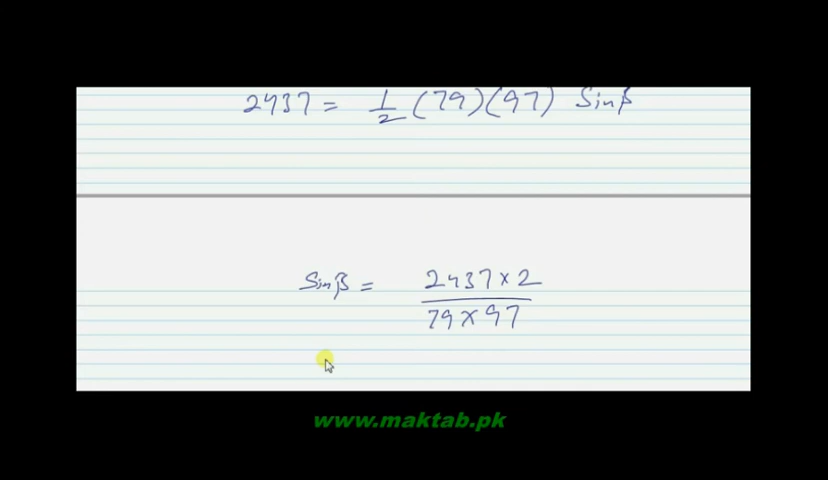 2437 = 1/2 (79)(97) Sinβ
Sinβ = 2437 × 2 / 79 × 97
www.maktab.pk